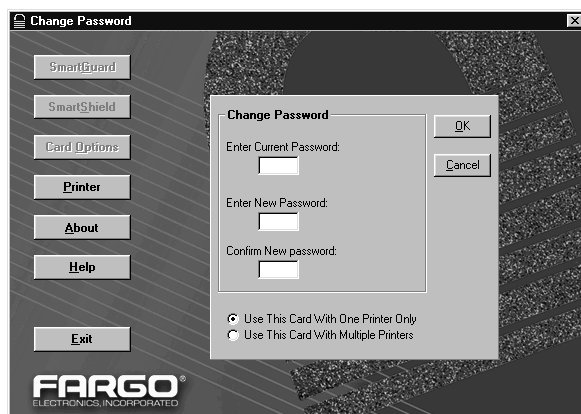 Change Password
SmartGuard
SmartShield
Card Options
Printer
About
Help
Exit
Change Password
Enter Current Password:
Enter New Password:
Confirm New password:
OK
Cancel
Use This Card With One Printer Only
Use This Card With Multiple Printers
FARGO®
ELECTRONICS, INCORPORATED